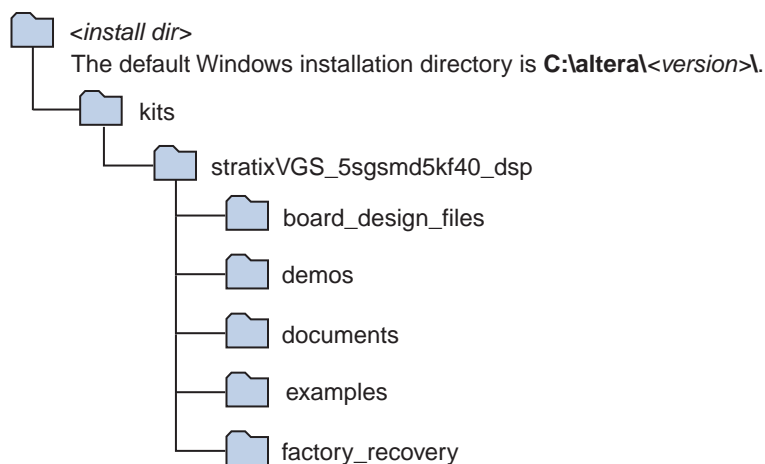 <install dir>
The default Windows installation directory is C:\altera\<version>\.
kits
stratixVGS_5sgsmd5kf40_dsp
board_design_files
demos
documents
examples
factory_recovery